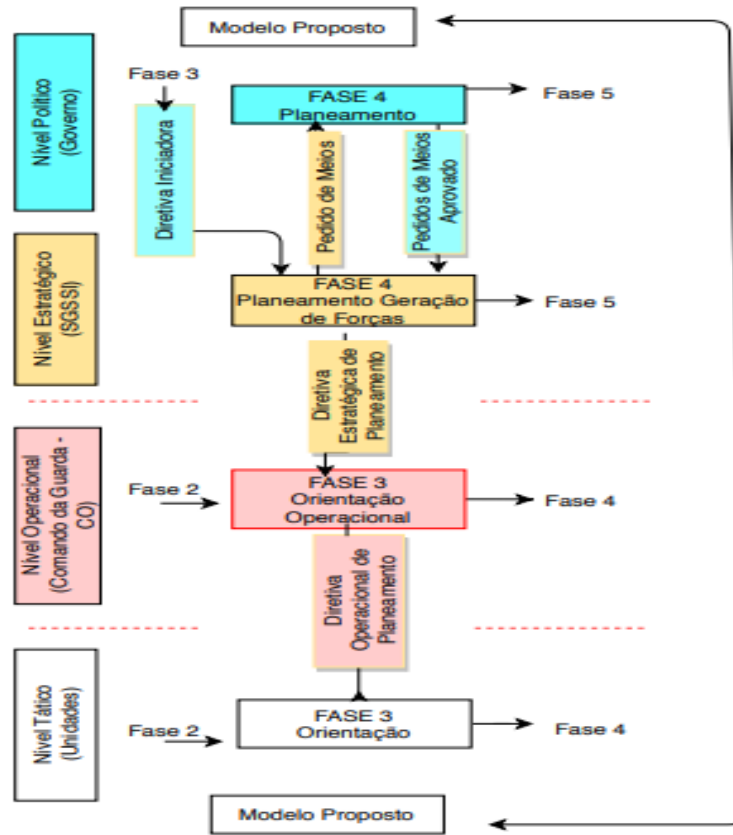 Modelo Proposto
Nível Político
(Governo)
Fase 3
Diretiva Iniciadora
FASE 4
Planeamento
Fase 5
Pedido de Meios
Pedidos de Meios
Aprovado
Nível Estratégico
(SGSSI)
FASE 4
Planeamento Geração
de Forças
Fase 5
Diretiva
Estratégica de
Planeamento
Nível Operacional
(Comando da Guarda -
CO)
Fase 2
FASE 3
Orientação
Operacional
Fase 4
Diretiva
Operacional de
Planeamento
Nível Tático
(Unidades)
Fase 2
FASE 3
Orientação
Fase 4
Modelo Proposto